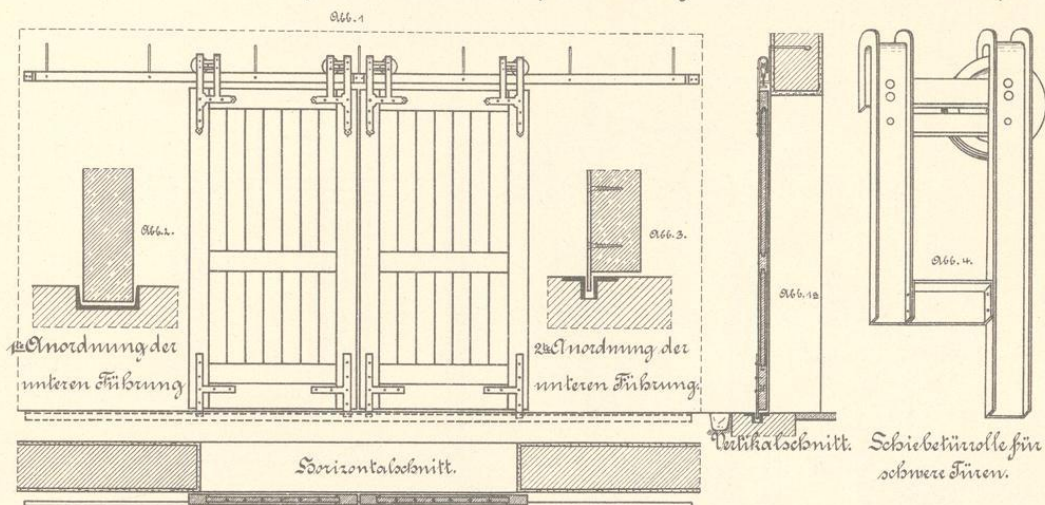 Abb. 1
Abb. 2.
Abb. 3.
Abb. 1a
Abb. 4.
1te Anordnung der
unteren Führung
2te Anordnung der
unteren Führung.
Vertikalschnitt.
Schiebetürrolle für
schwere Türen.
Horizontalschnitt.